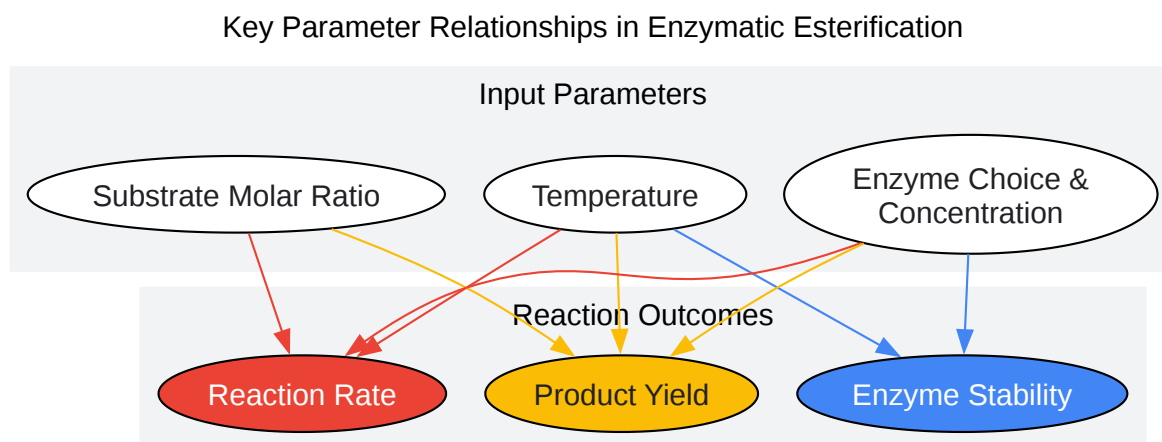 Key Parameter Relationships in Enzymatic Esterification
Input Parameters
Substrate Molar Ratio
Temperature
Enzyme Choice &
Concentration
Reaction Outcomes
Reaction Rate
Product Yield
Enzyme Stability